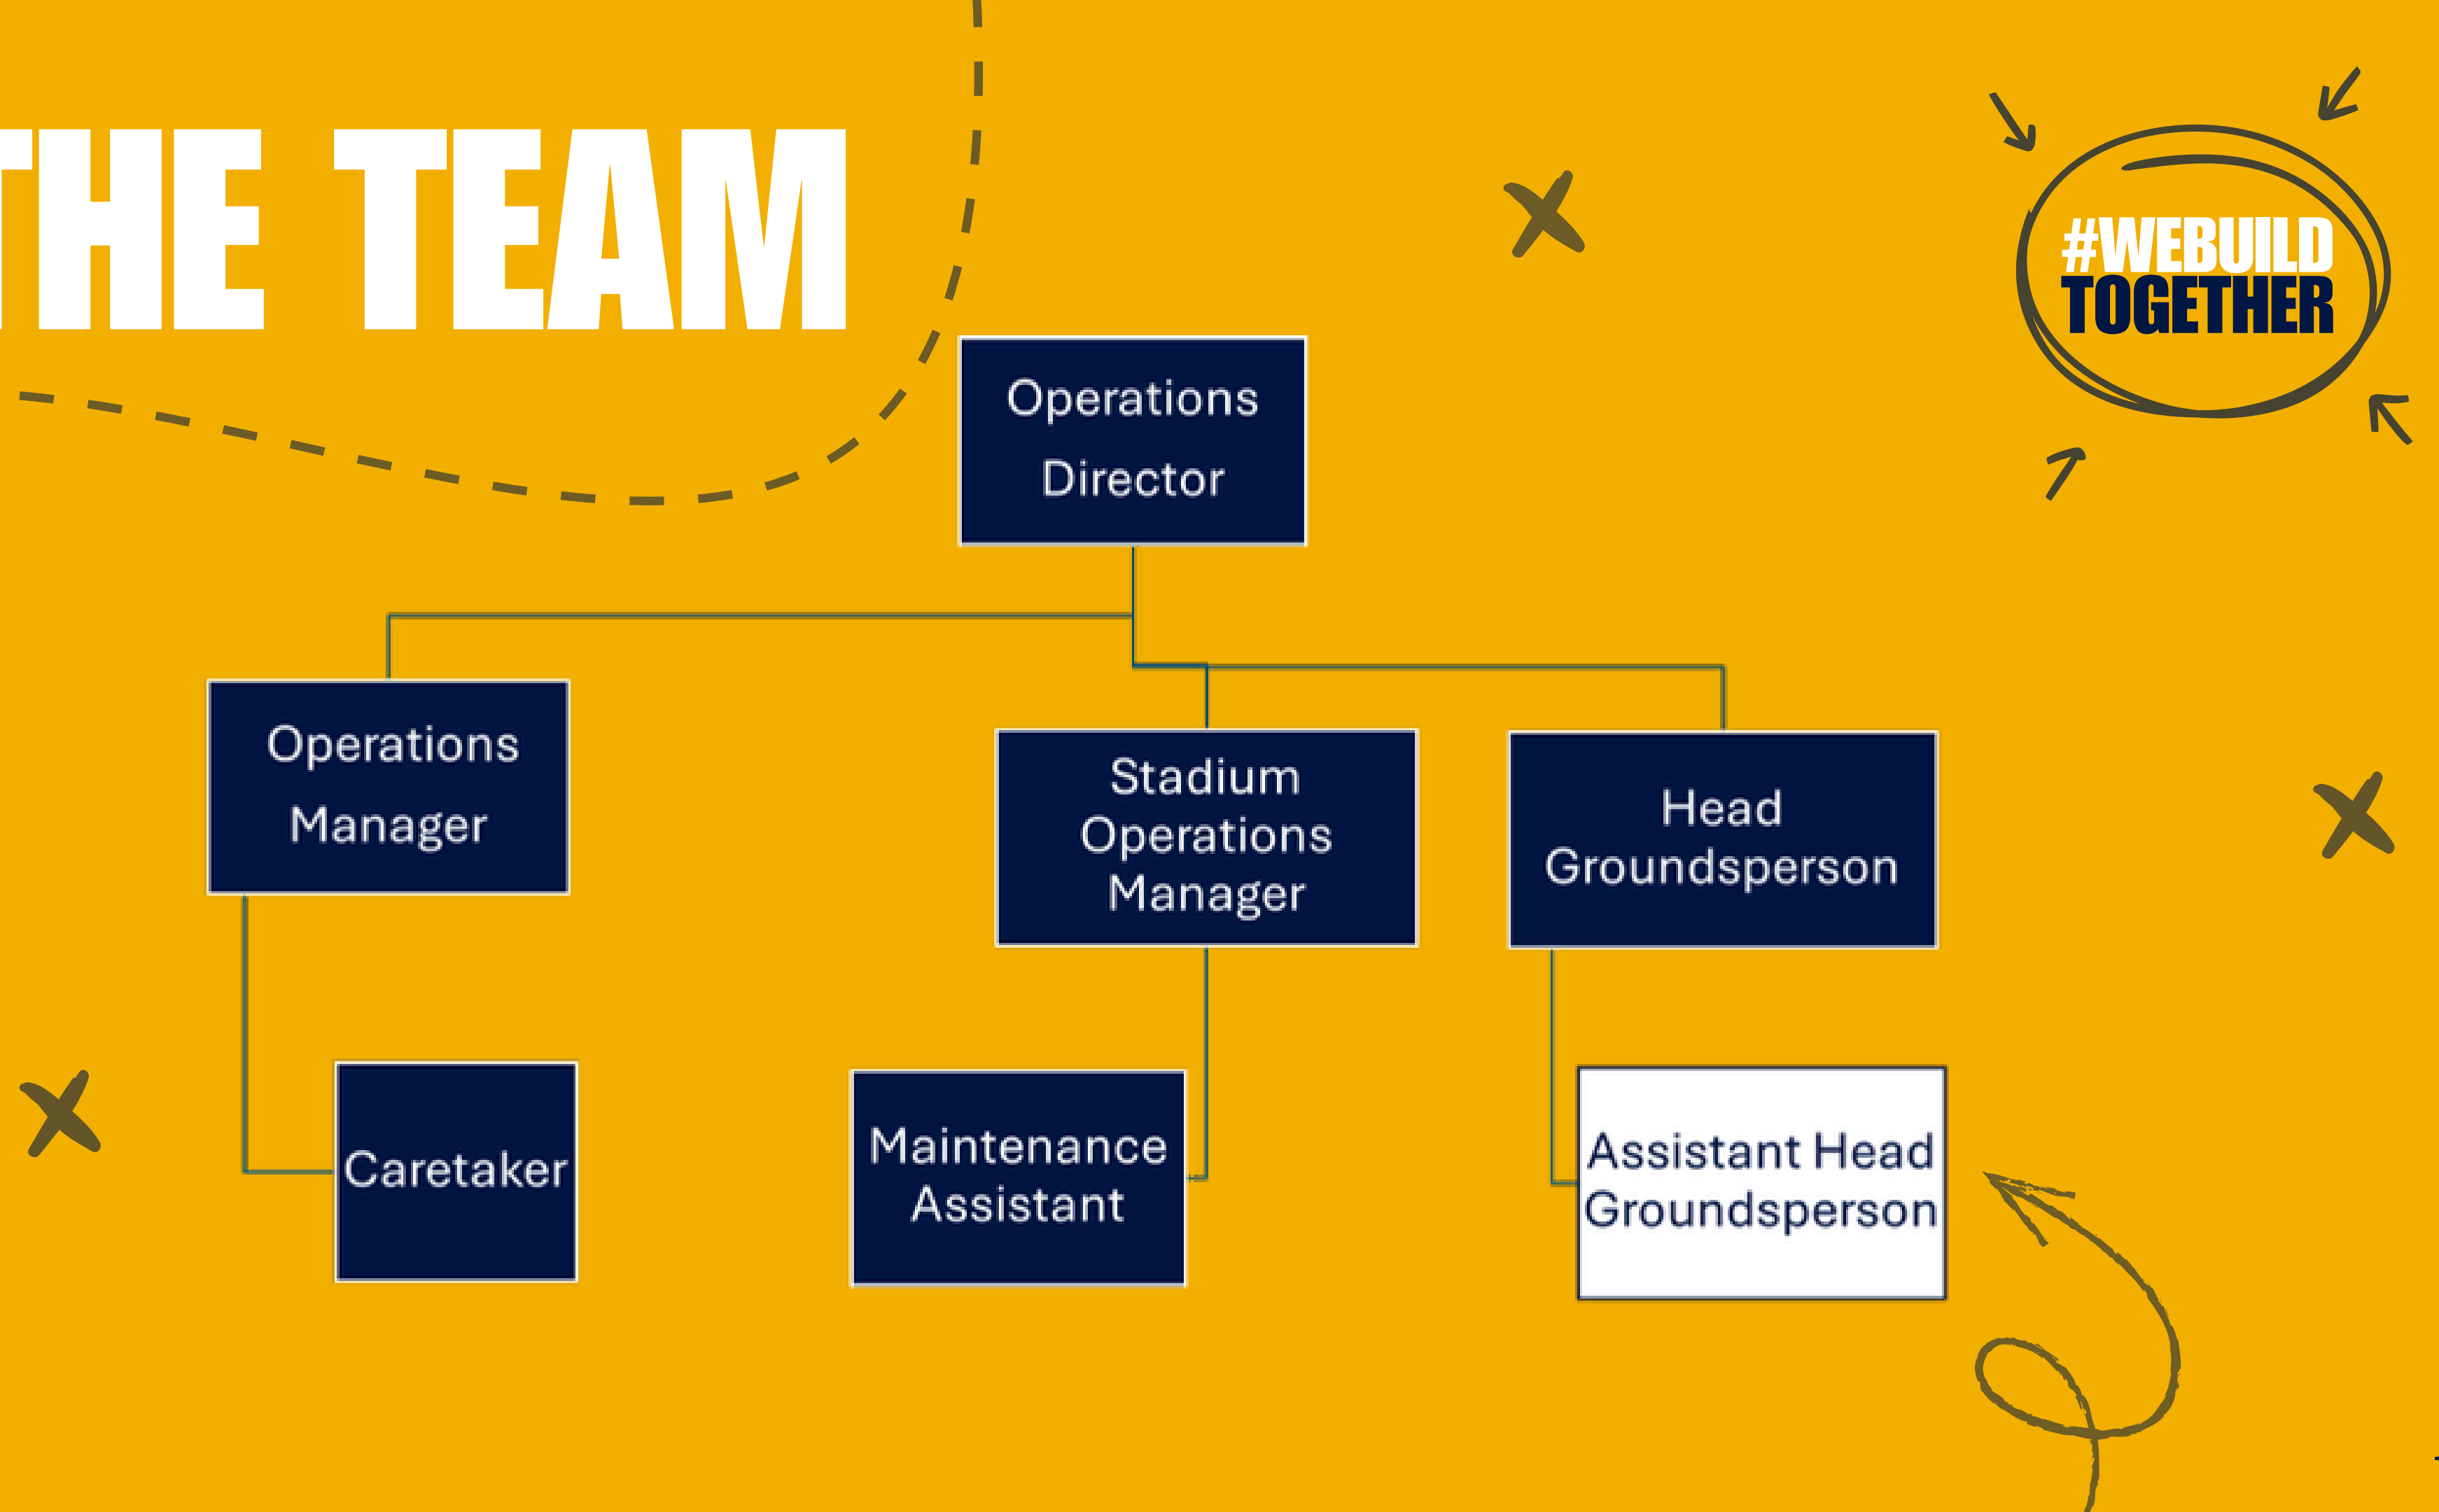 THE TEAM
#WEBUILD
TOGETHER
Operations
Director
Operations
Manager
Stadium
Operations
Manager
Head
Groundsperson
Caretaker
Maintenance
Assistant
Assistant Head
Groundsperson